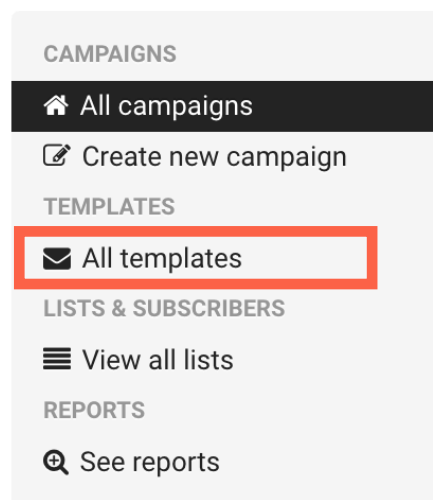 CAMPAIGNS
All campaigns
Create new campaign
TEMPLATES
All templates
LISTS & SUBSCRIBERS
View all lists
REPORTS
See reports